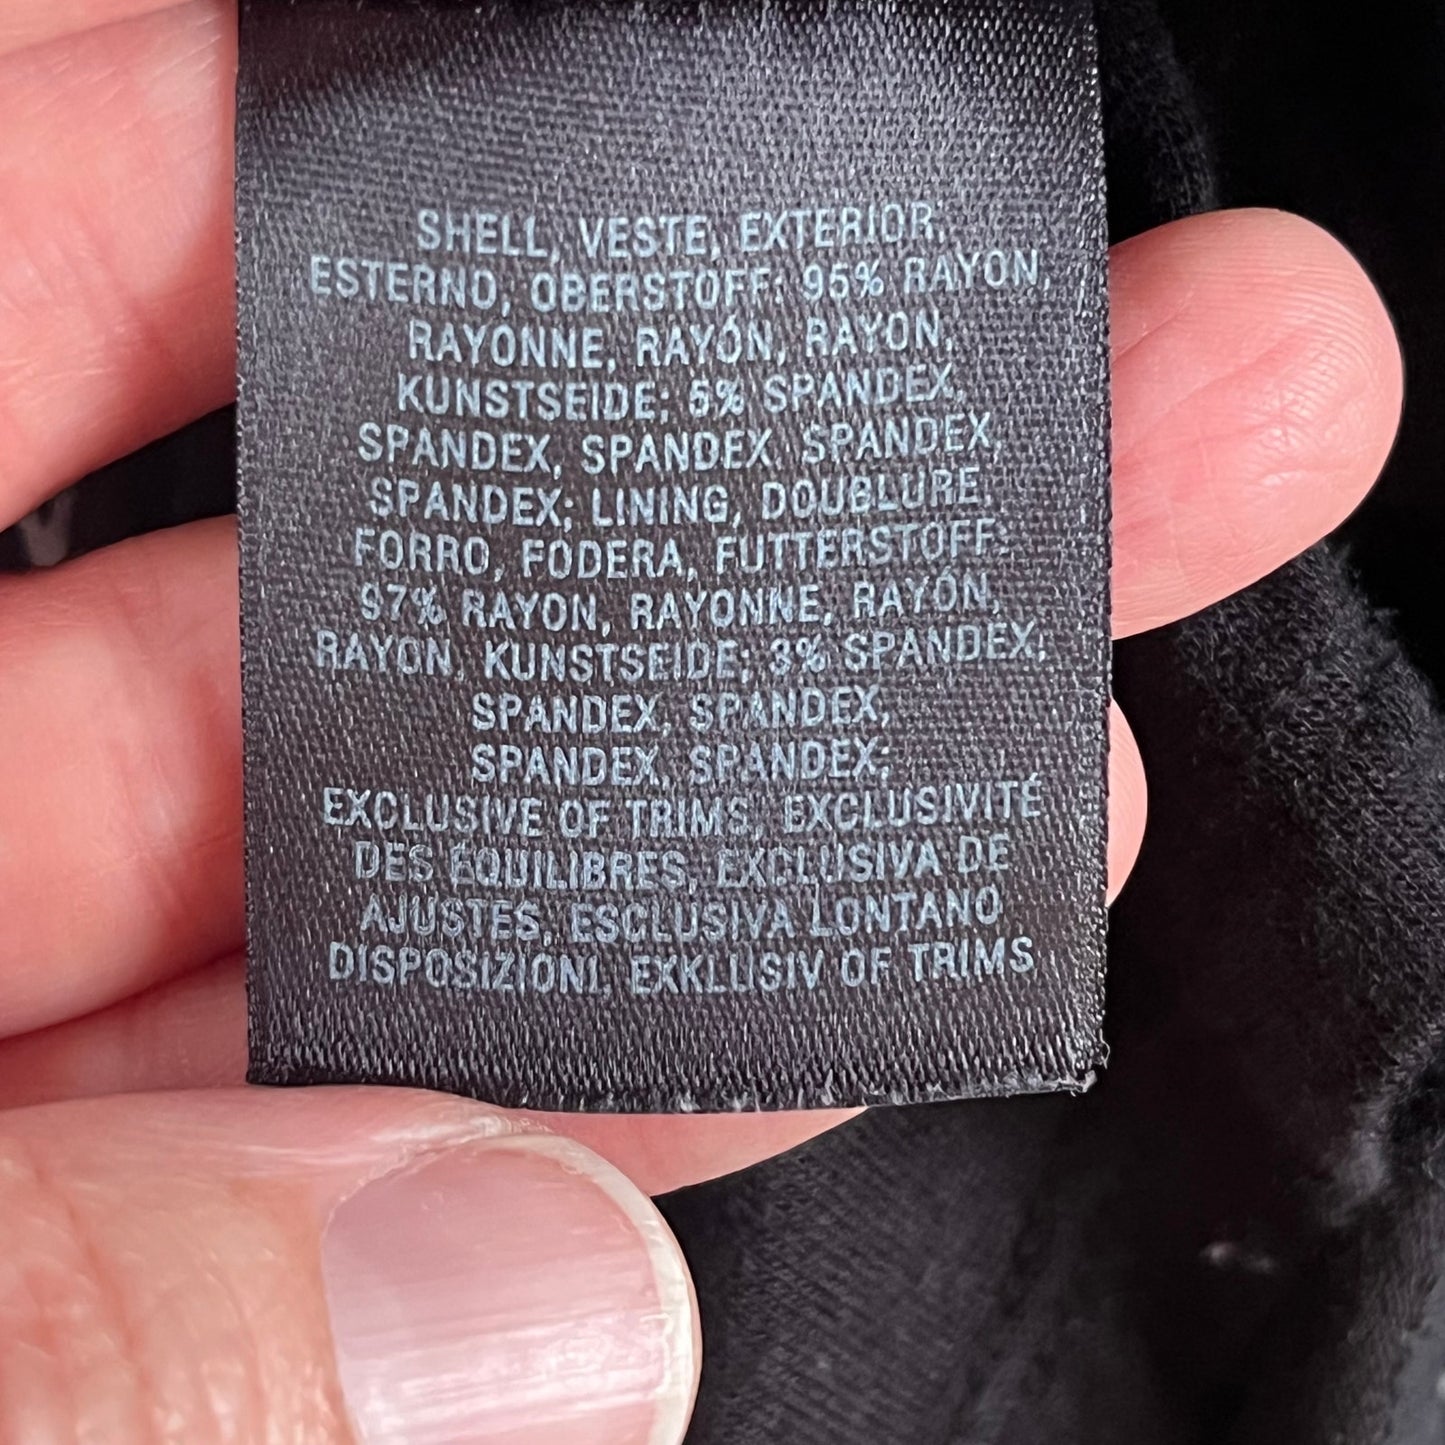 SHELL, VESTE, EXTERIOR,
ESTERNO, OBERSTOFF: 95% RAYON,
RAYONNE, RAYÓN, RAYON,
KUNSTSEIDE; 5% SPANDEX,
SPANDEX, SPANDEX, SPANDEX,
SPANDEX; LINING, DOUBLURE,
FORRO, FODERA, FUTTERSTOFF:
97% RAYON, RAYONNE, RAYÓN,
RAYON, KUNSTSEIDE; 3% SPANDEX,
SPANDEX, SPANDEX,
SPANDEX, SPANDEX;
EXCLUSIVE OF TRIMS, EXCLUSIVITÉ
DES ÉQUILIBRES, EXCLUSIVA DE
AJUSTES, ESCLUSIVA LONTANO
DISPOSIZIONI, EXKLUSIV OF TRIMS